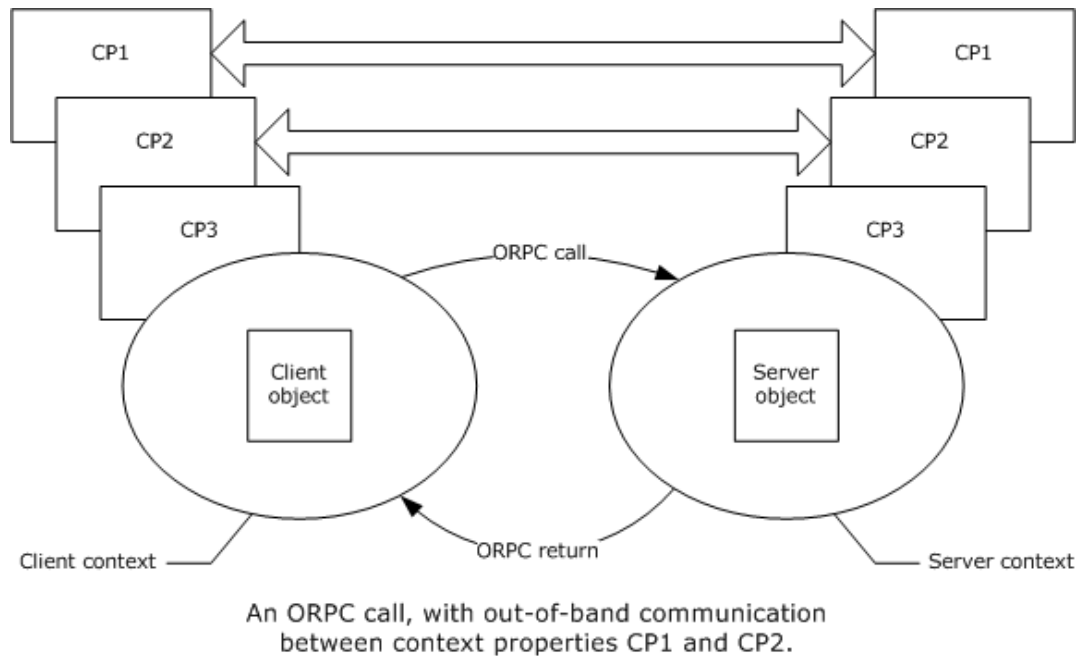 CP1
CP1
CP2
CP2
CP3
CP3
ORPC call
Client
object
Server
object
ORPC return
Client context
Server context
An ORPC call, with out-of-band communication
between context properties CP1 and CP2.